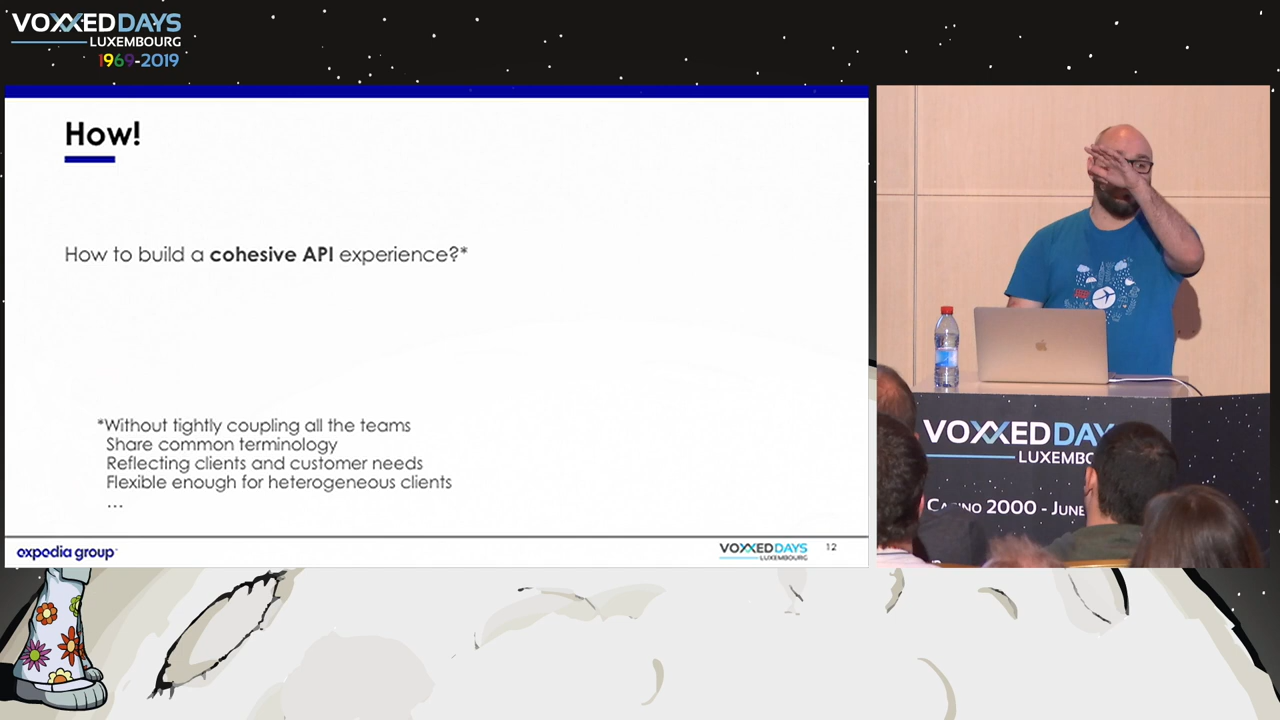 VOXXED DAYS
LUXEMBOURG
1969-2019
How!
How to build a cohesive API experience?*
*Without tightly coupling all the teams
Share common terminology
Reflecting clients and customer needs
Flexible enough for heterogeneous clients
...
expedia group
VOXXED DAYS
LUXEMBOURG
12
VOXXED DAY
LUXEMBO
CASINO 2000 - JUNE